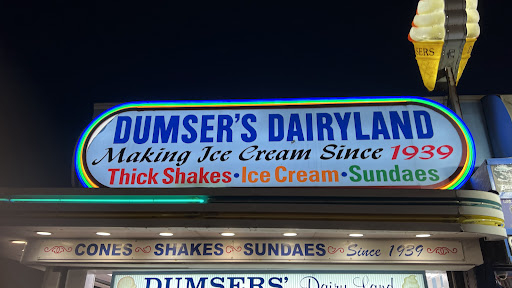 SERS
DUMSER'S DAIRYLAND
Making Ice Cream Since 1939
Thick Shakes • Ice Cream • Sundaes
CONES SHAKES SUNDAES Since 1939
DUMSERS' Dairy Land